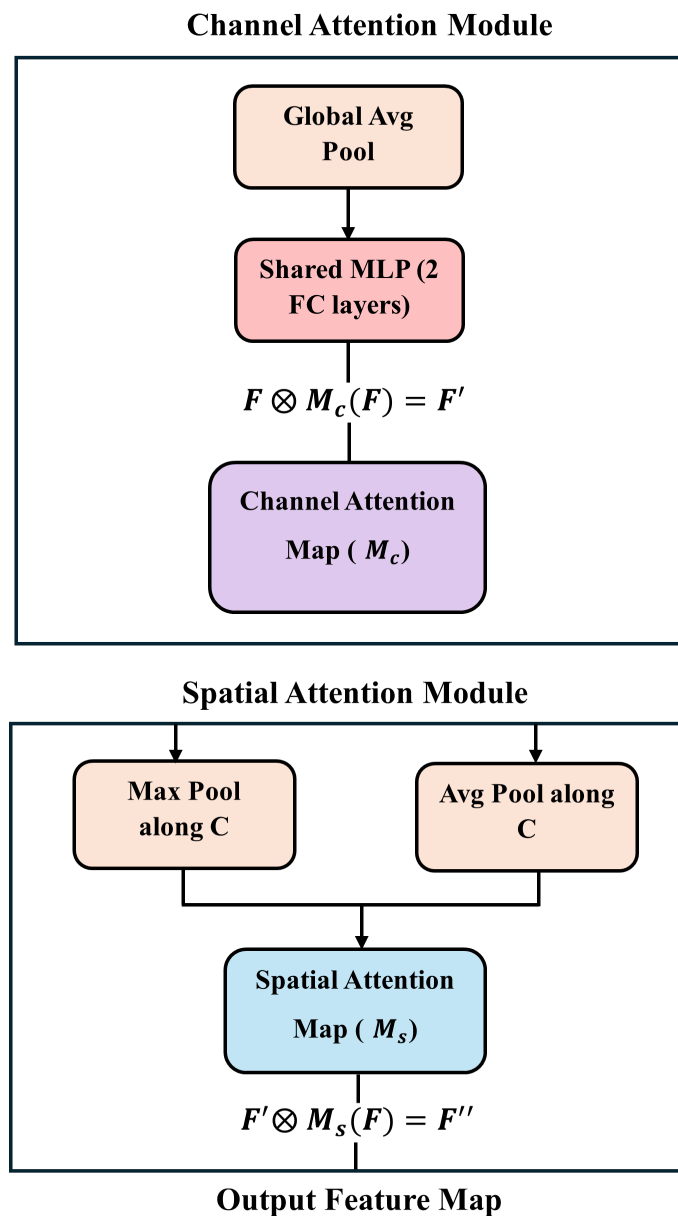 Channel Attention Module
Global Avg
Pool
Shared MLP (2
FC layers)
F ⊗ M_c(F) = F′
Channel Attention
Map ( M_c)
Spatial Attention Module
Max Pool
along C
Avg Pool along
C
Spatial Attention
Map ( M_s)
F′⊗ M_s(F) = F′′
Output Feature Map